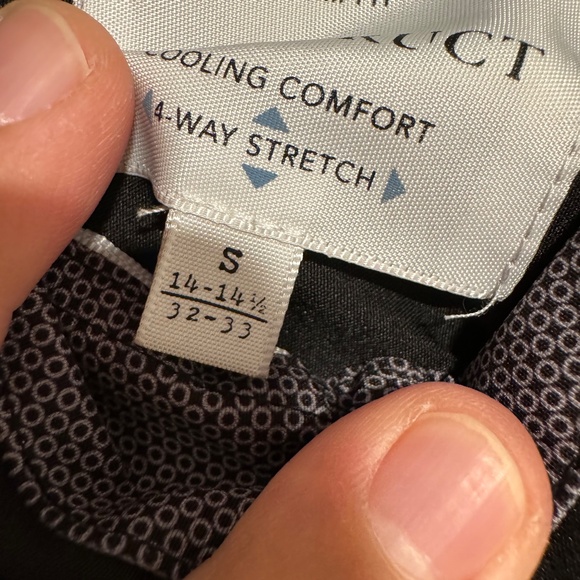 COOLING COMFORT
4-WAY STRETCH
S
14-14½
32-33